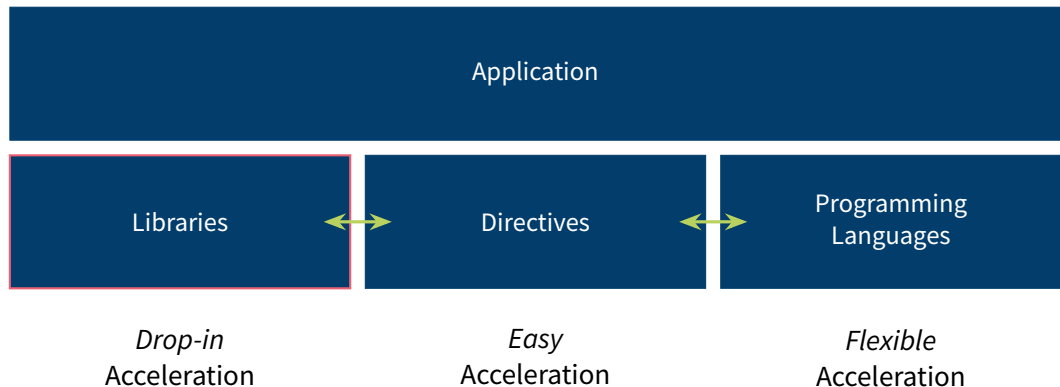 Application
Libraries
Directives
Programming
Languages
Drop-in
Acceleration
Easy
Acceleration
Flexible
Acceleration